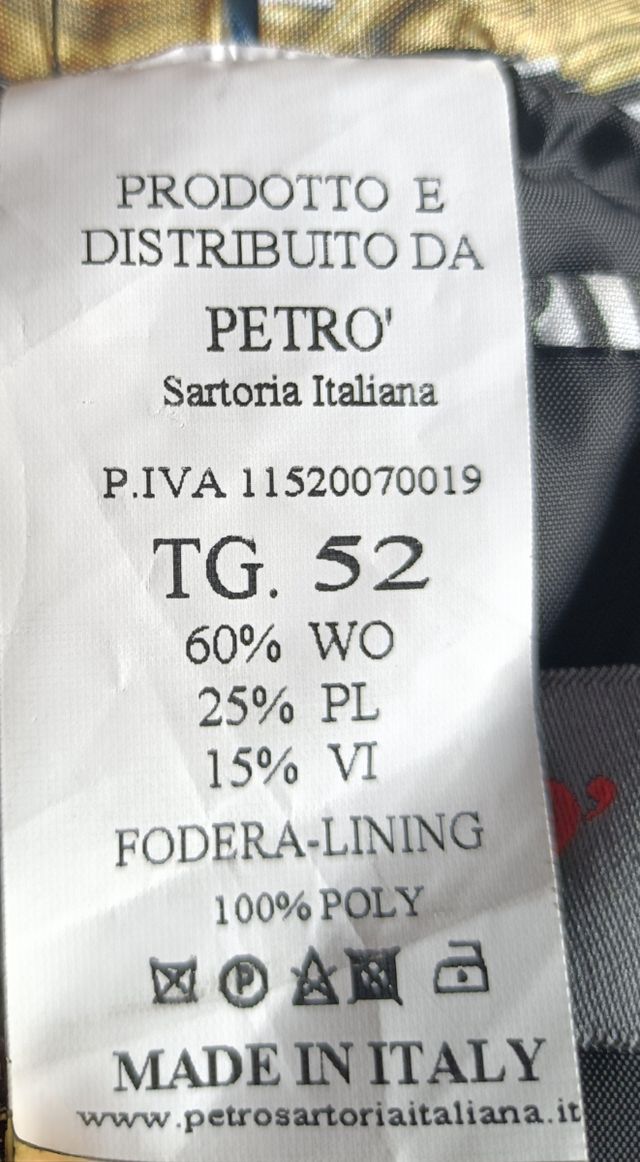 PRODOTTO E
DISTRIBUITO DA
PETRO'
Sartoria Italiana
P.IVA 11520070019
TG. 52
60% WO
25% PL
15% VI
FODERA-LINING
100% POLY
P
MADE IN ITALY
www.petrosartoriaitaliana.it